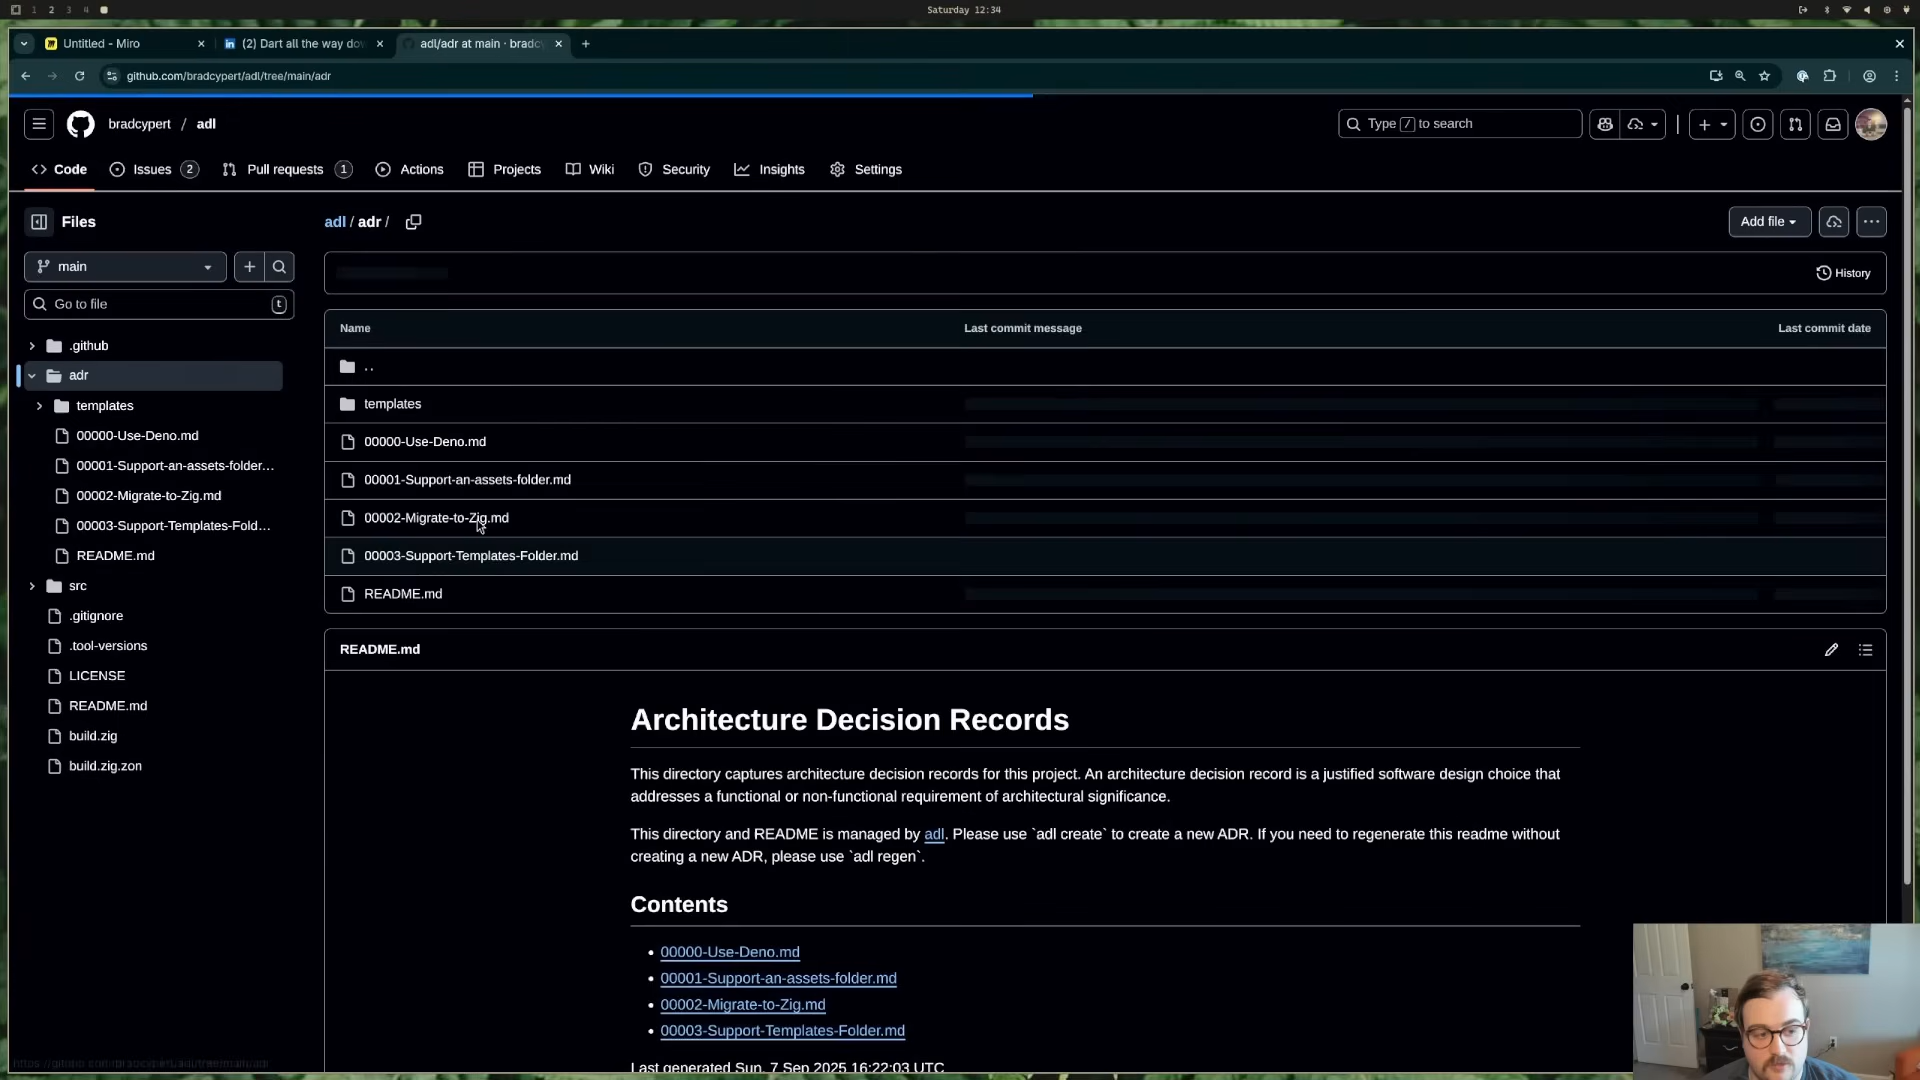 1 2 3 4
Saturday 12:34
Untitled - Miro
(2) Dart all the way do
adl/adr at main · bradcy
github.com/bradcypert/adl/tree/main/adr
bradcypert / adl
Type / to search
Code
Issues 2
Pull requests 1
Actions
Projects
Wiki
Security
Insights
Settings
Files
adl / adr /
Add file
main
History
Go to file
t
Name
Last commit message
Last commit date
.github
adr
templates
00000-Use-Deno.md
00001-Support-an-assets-folder…
00002-Migrate-to-Zig.md
00003-Support-Templates-Fold…
README.md
src
.gitignore
.tool-versions
LICENSE
README.md
build.zig
build.zig.zon
..
templates
00000-Use-Deno.md
00001-Support-an-assets-folder.md
00002-Migrate-to-Zig.md
00003-Support-Templates-Folder.md
README.md
README.md
Architecture Decision Records
This directory captures architecture decision records for this project. An architecture decision record is a justified software design choice that
addresses a functional or non-functional requirement of architectural significance.
This directory and README is managed by adl. Please use `adl create` to create a new ADR. If you need to regenerate this readme without
creating a new ADR, please use `adl regen`.
Contents
• 00000-Use-Deno.md
• 00001-Support-an-assets-folder.md
• 00002-Migrate-to-Zig.md
• 00003-Support-Templates-Folder.md
Last generated Sun, 7 Sep 2025 16:22:03 UTC